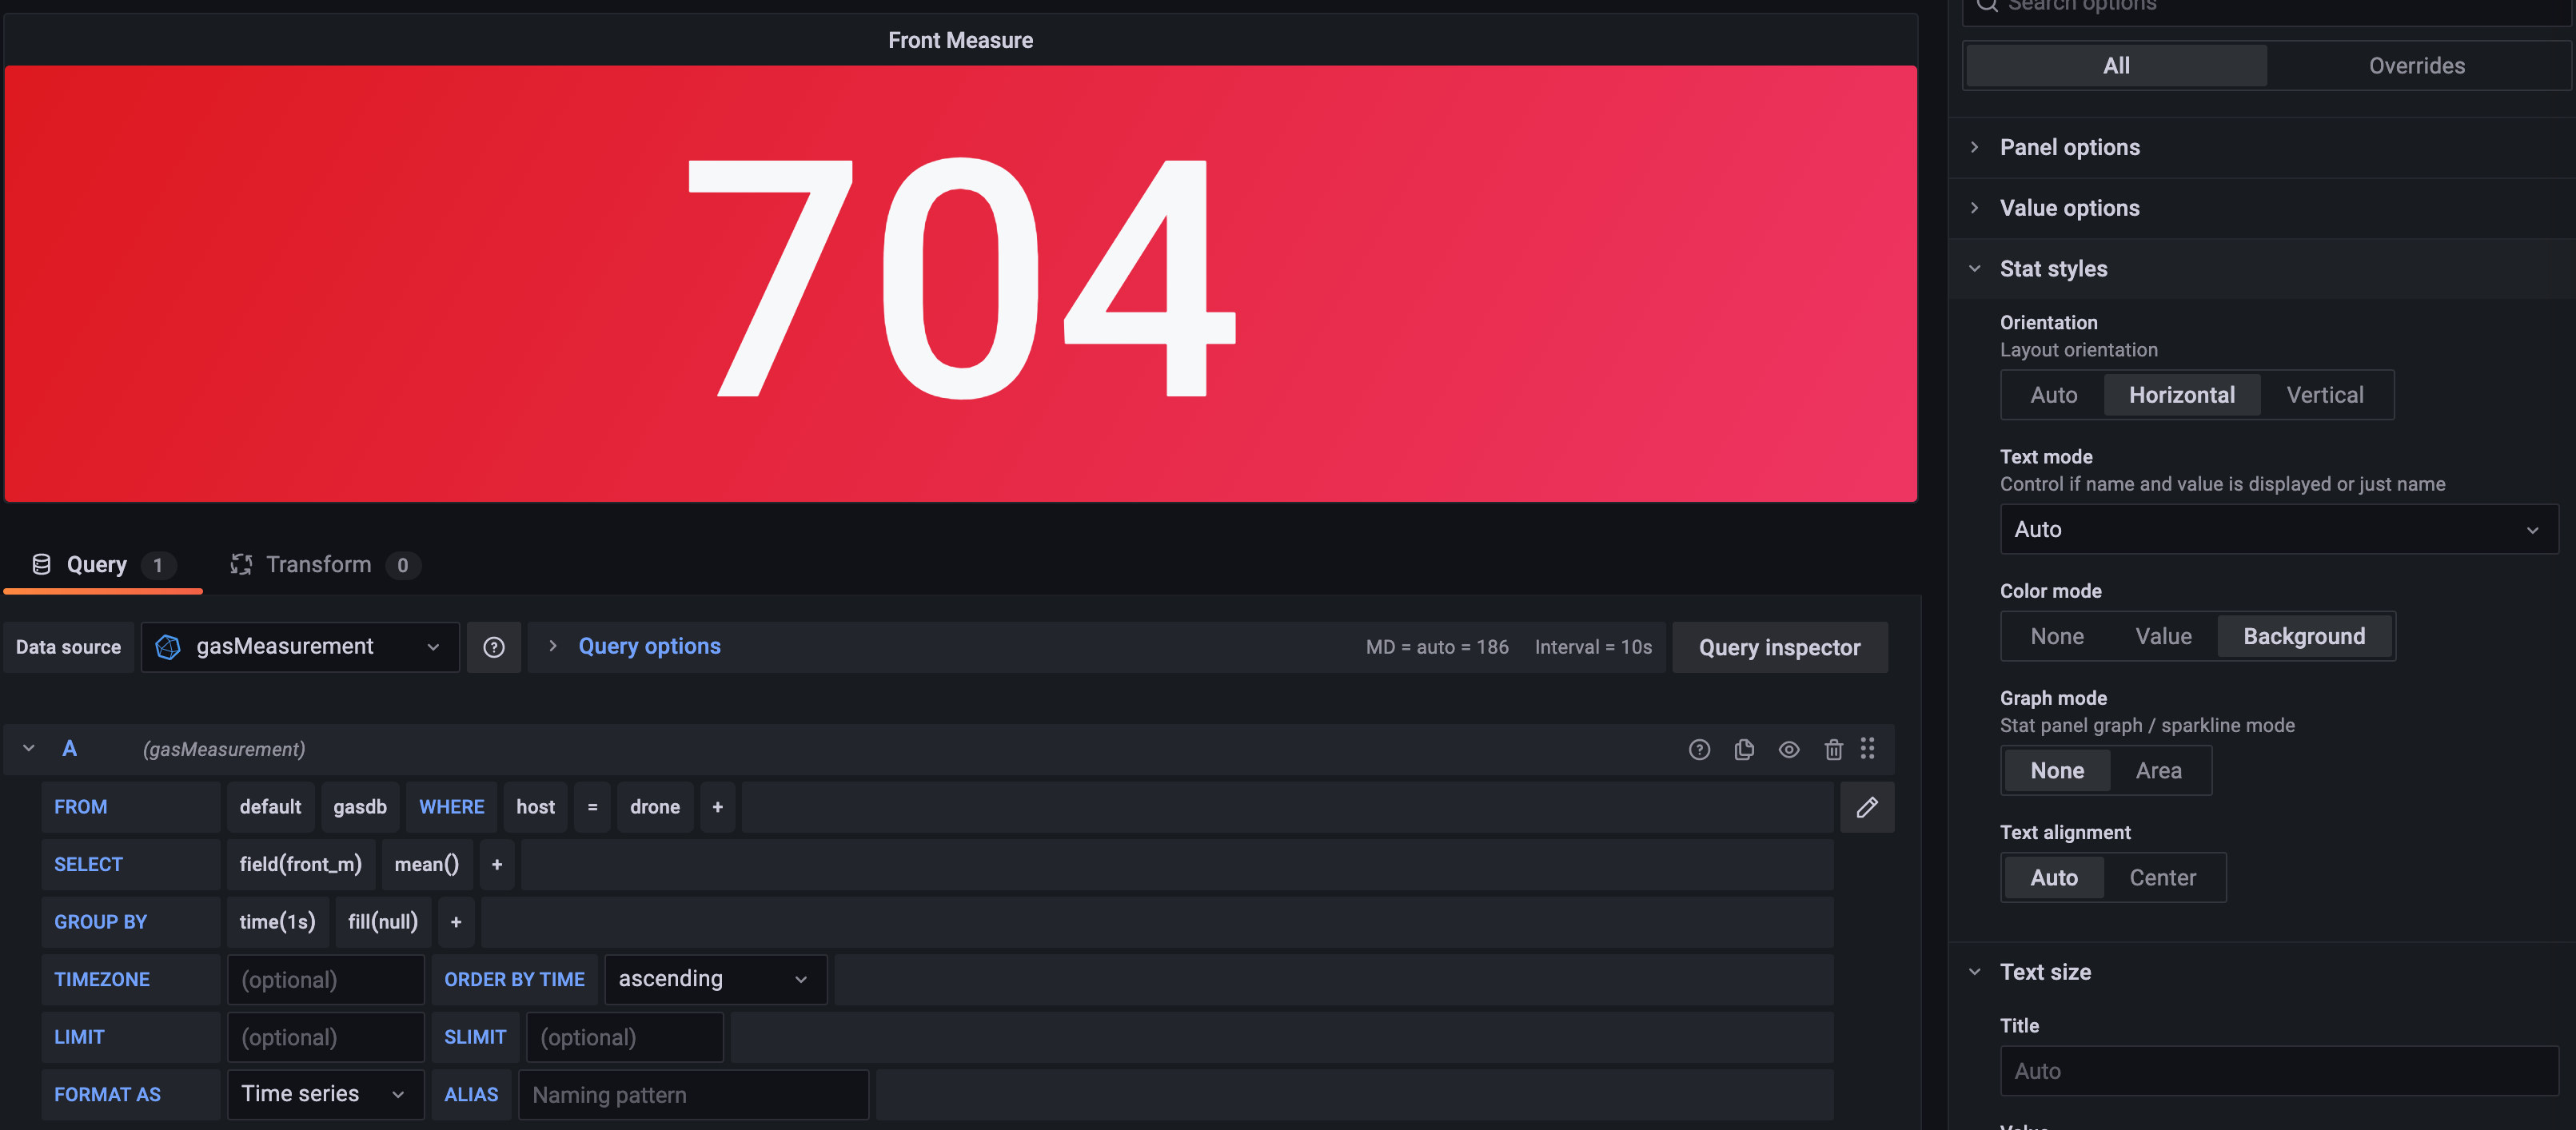 Front Measure
704
Query 1 Transform 0
Data source gasMeasurement Query options MD = auto = 186 Interval = 10s Query inspector
A (gasMeasurement)
FROM default gasdb WHERE host = drone +
SELECT field(front_m) mean() +
GROUP BY time(1s) fill(null) +
TIMEZONE (optional) ORDER BY TIME ascending
LIMIT (optional) SLIMIT (optional)
FORMAT AS Time series ALIAS Naming pattern
Search options
All Overrides
Panel options
Value options
Stat styles
Orientation
Layout orientation
Auto Horizontal Vertical
Text mode
Control if name and value is displayed or just name
Auto
Color mode
None Value Background
Graph mode
Stat panel graph / sparkline mode
None Area
Text alignment
Auto Center
Text size
Title
Auto
Value